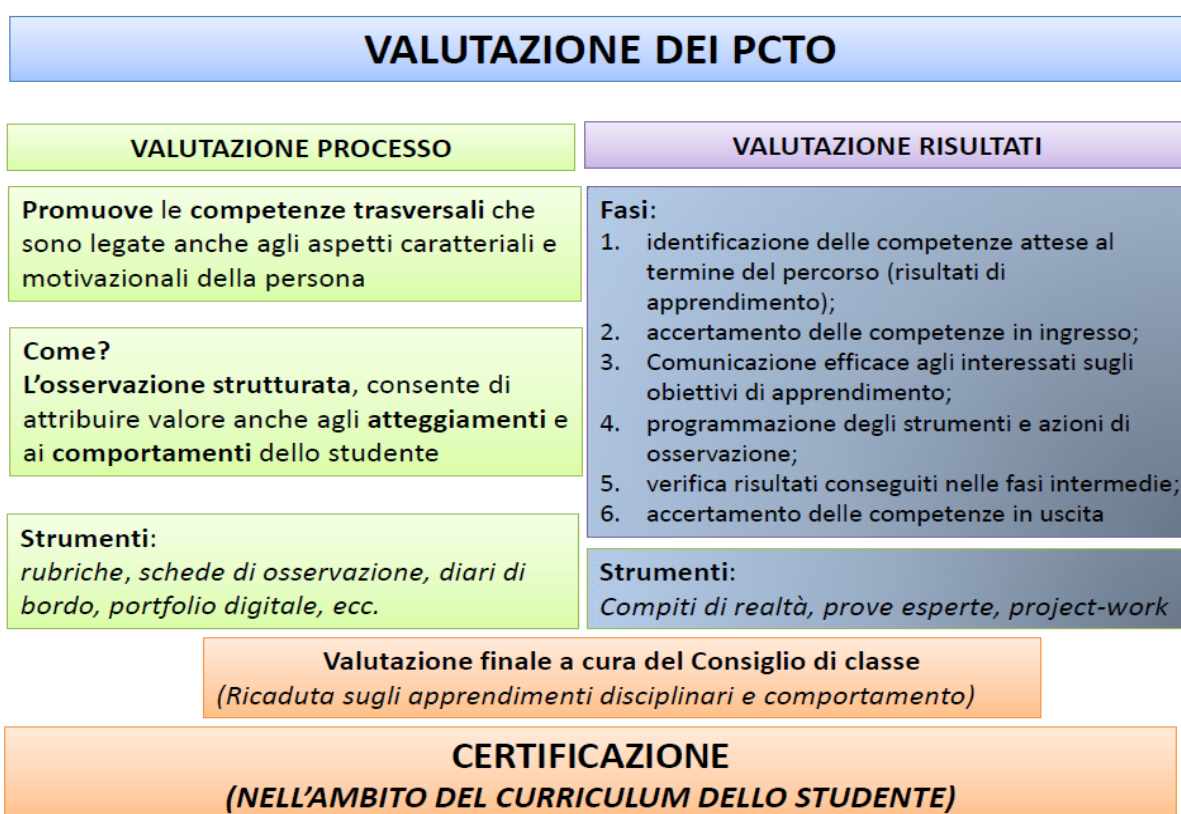 VALUTAZIONE DEI PCTO
VALUTAZIONE PROCESSO
Promuove le competenze trasversali che
sono legate anche agli aspetti caratteriali e
motivazionali della persona
Come?
L'osservazione strutturata, consente di
attribuire valore anche agli atteggiamenti e
ai comportamenti dello studente
Strumenti:
rubriche, schede di osservazione, diari di
bordo, portfolio digitale, ecc.
VALUTAZIONE RISULTATI
Fasi:
1. identificazione delle competenze attese al
termine del percorso (risultati di
apprendimento);
2. accertamento delle competenze in ingresso;
3. Comunicazione efficace agli interessati sugli
obiettivi di apprendimento;
4. programmazione degli strumenti e azioni di
osservazione;
5. verifica risultati conseguiti nelle fasi intermedie;
6. accertamento delle competenze in uscita
Strumenti:
Compiti di realtà, prove esperte, project-work
Valutazione finale a cura del Consiglio di classe
(Ricaduta sugli apprendimenti disciplinari e comportamento)
CERTIFICAZIONE
(NELL'AMBITO DEL CURRICULUM DELLO STUDENTE)